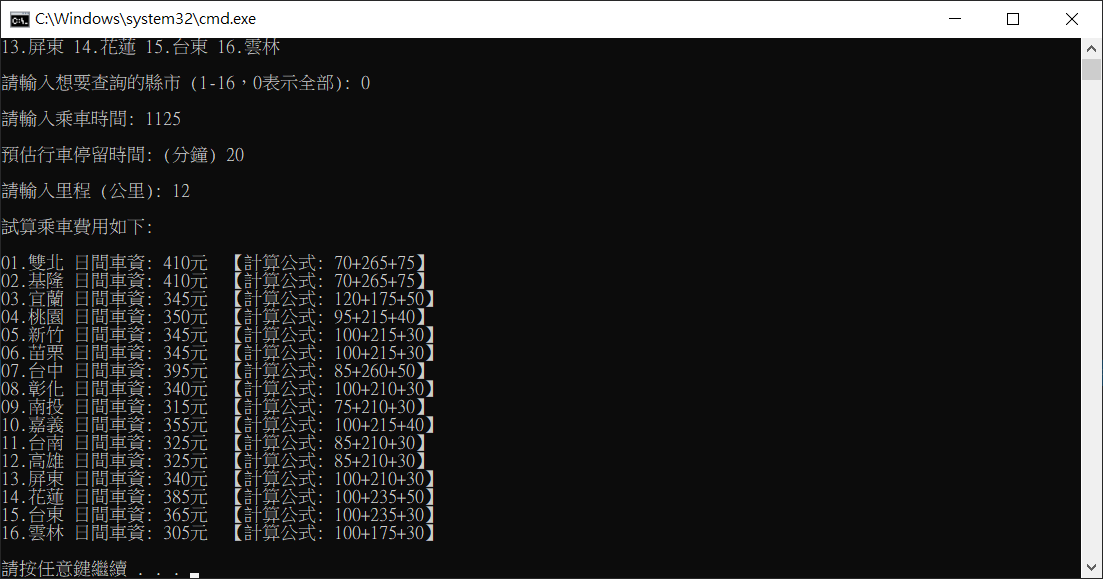 C:\Windows\system32\cmd.exe
13.屏東 14.花蓮 15.台東 16.雲林
請輸入想要查詢的縣市 (1-16，0表示全部): 0
請輸入乘車時間: 1125
預估行車停留時間: (分鐘) 20
請輸入里程 (公里): 12
試算乘車費用如下:
01.雙北 日間車資: 410元 【計算公式: 70+265+75】
02.基隆 日間車資: 410元 【計算公式: 70+265+75】
03.宜蘭 日間車資: 345元 【計算公式: 120+175+50】
04.桃園 日間車資: 350元 【計算公式: 95+215+40】
05.新竹 日間車資: 345元 【計算公式: 100+215+30】
06.苗栗 日間車資: 345元 【計算公式: 100+215+30】
07.台中 日間車資: 395元 【計算公式: 85+260+50】
08.彰化 日間車資: 340元 【計算公式: 100+210+30】
09.南投 日間車資: 315元 【計算公式: 75+210+30】
10.嘉義 日間車資: 355元 【計算公式: 100+215+40】
11.台南 日間車資: 325元 【計算公式: 85+210+30】
12.高雄 日間車資: 325元 【計算公式: 85+210+30】
13.屏東 日間車資: 340元 【計算公式: 100+210+30】
14.花蓮 日間車資: 385元 【計算公式: 100+235+50】
15.台東 日間車資: 365元 【計算公式: 100+235+30】
16.雲林 日間車資: 305元 【計算公式: 100+175+30】
請按任意鍵繼續 . . .